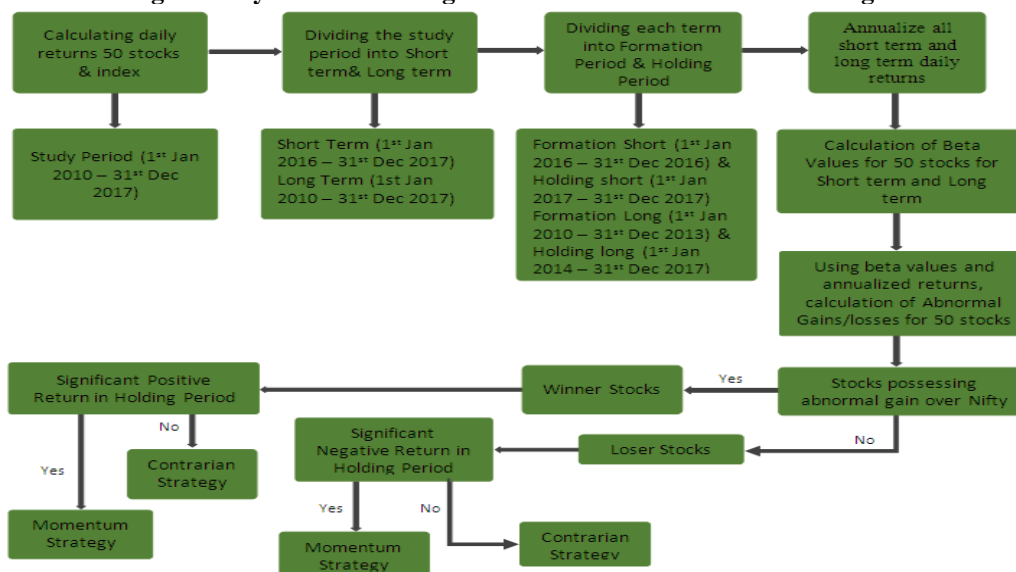 Calculating daily
returns 50 stocks
& index
Dividing the study
period into Short
term& Long term
Dividing each term
into Formation
Period & Holding
Period
Annualize all
short term and
long term daily
returns
Study Period (1st Jan
2010 – 31st Dec
2017)
Short Term (1st Jan
2016 – 31st Dec 2017)
Long Term (1st Jan
2010 – 31st Dec 2017)
Formation Short (1st Jan
2016 – 31st Dec 2016) &
Holding short (1st Jan
2017 – 31st Dec 2017)
Formation Long (1st Jan
2010 – 31st Dec 2013) &
Holding long (1st Jan
2014 – 31st Dec 2017)
Calculation of Beta
Values for 50 stocks for
Short term and Long
term
Using beta values and
annualized returns,
calculation of Abnormal
Gains/losses for 50 stocks
Stocks possessing
abnormal gain over Nifty
Yes
Winner Stocks
Significant Positive
Return in Holding Period
No
Contrarian
Strategy
Yes
Momentum
Strategy
No
Loser Stocks
Significant
Negative Return in
Holding Period
Yes
Momentum
Strategy
No
Contrarian
Strategy